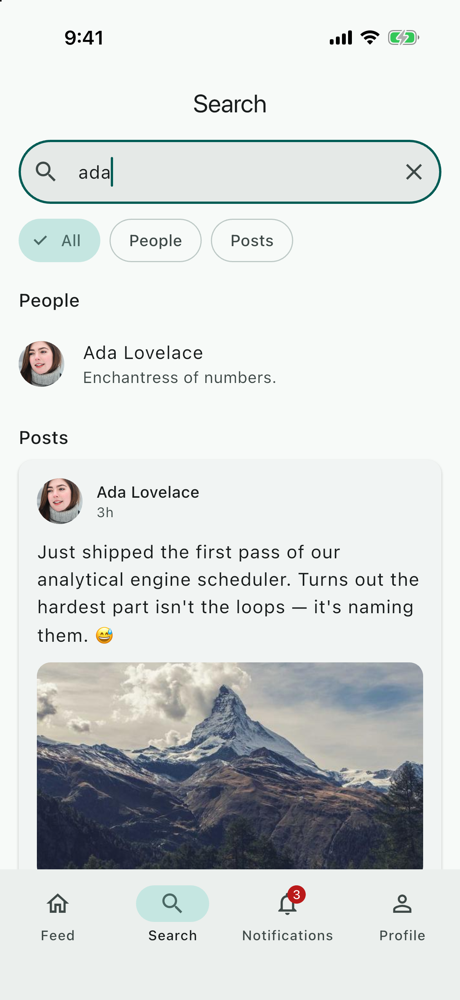 9:41
Search
ada
All
People
Posts
People
Ada Lovelace
Enchantress of numbers.
Posts
Ada Lovelace
3h
Just shipped the first pass of our
analytical engine scheduler. Turns out the
hardest part isn't the loops — it's naming
them. 😅
3
Feed
Search
Notifications
Profile